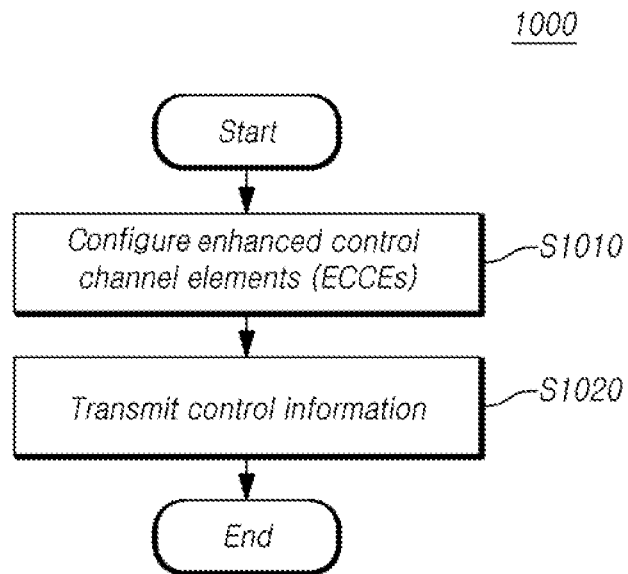 1000
Start
Configure enhanced control
channel elements (ECCEs)
S1010
Transmit control information
S1020
End